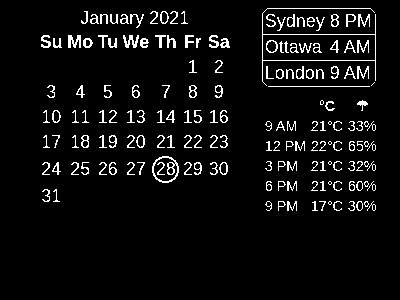 January 2021
Su Mo Tu We Th Fr Sa
1 2
3 4 5 6 7 8 9
10 11 12 13 14 15 16
17 18 19 20 21 22 23
24 25 26 27 28 29 30
31
Sydney 8 PM
Ottawa 4 AM
London 9 AM
°C ☂
9 AM 21°C 33%
12 PM 22°C 65%
3 PM 21°C 32%
6 PM 21°C 60%
9 PM 17°C 30%